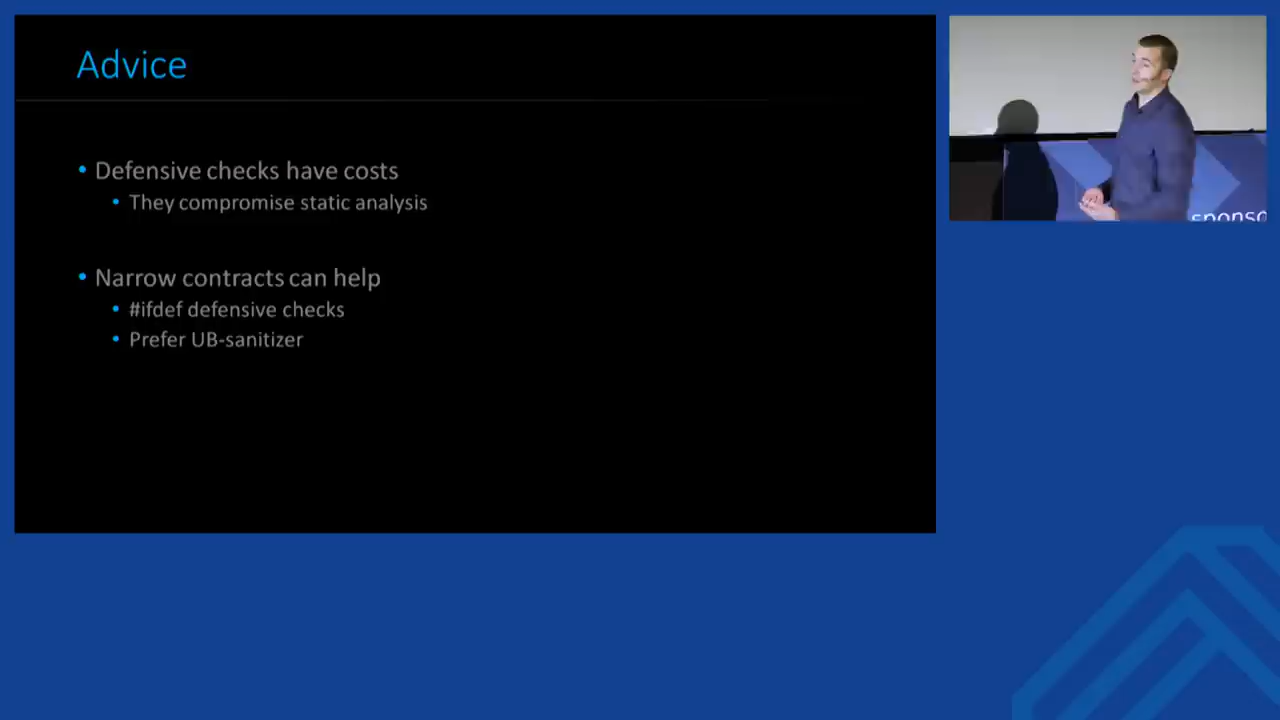 Advice
• Defensive checks have costs
• They compromise static analysis
• Narrow contracts can help
• #ifdef defensive checks
• Prefer UB-sanitizer
sponso